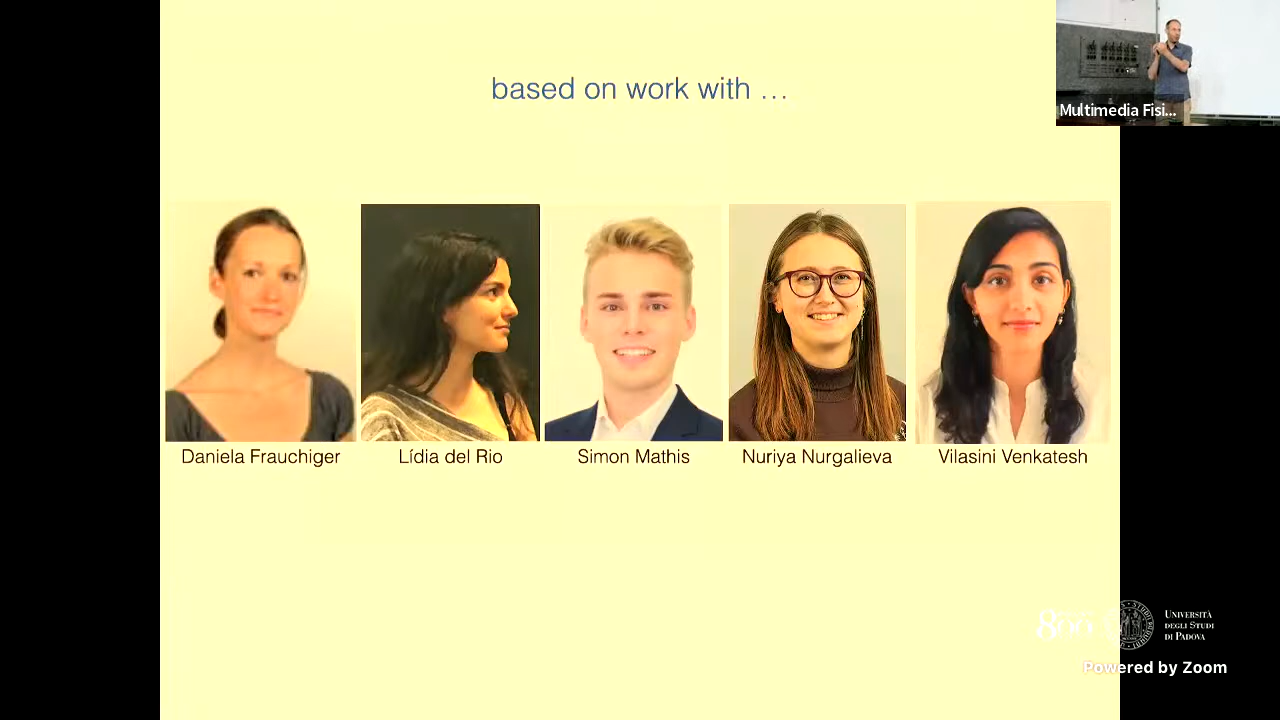 based on work with …
Multimedia Fisi...
Daniela Frauchiger
Lídia del Rio
Simon Mathis
Nuriya Nurgalieva
Vilasini Venkatesh
800
UNIVERSITÀ
DEGLI STUDI
DI PADOVA
Powered by Zoom